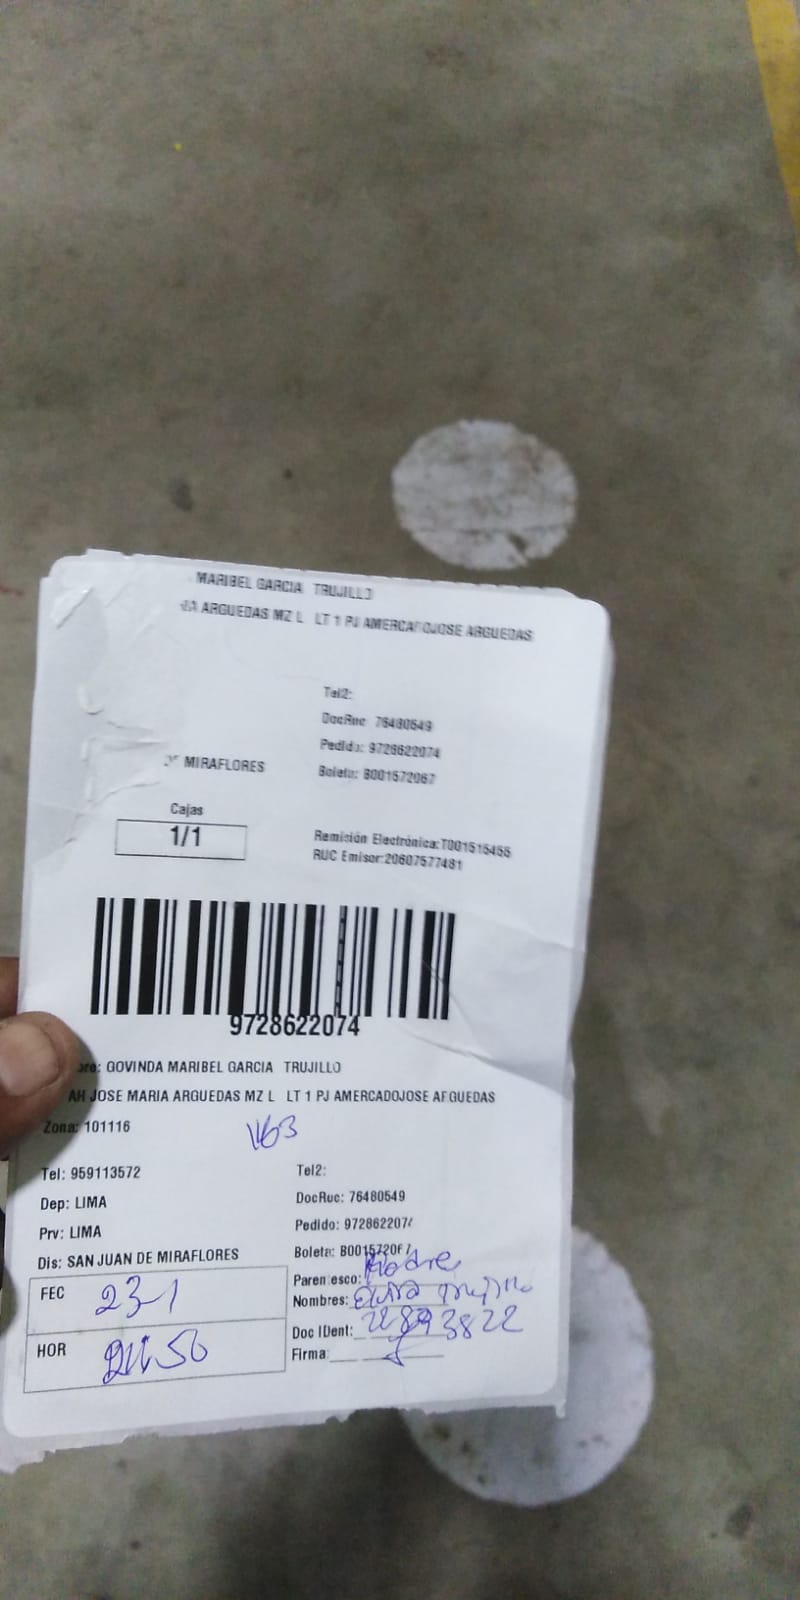 MARIBEL GARCIA TRUJILLO
ARGUEDAS MZ L LT 1 PJ AMERCADOJOSE ARGUEDAS
Tel2:
DocRuc 76480549
Pedido: 9728622074
MIRAFLORES
Boleta: B001572067
Cajas
1/1
Remisión Electrónica:T001515455
RUC Emisor:20607577481
9728622074
GOVINDA MARIBEL GARCIA TRUJILLO
AH JOSE MARIA ARGUEDAS MZ L LT 1 PJ AMERCADOJOSE ARGUEDAS
Zona: 101116
Tel: 959113572
Tel2:
Dep: LIMA
DocRuc: 76480549
Prv: LIMA
Pedido: 972862207
Dis: SAN JUAN DE MIRAFLORES
Boleta: B00157206
FEC 23-1
Parentesco: Madre
Nombres:
HOR
Doc IDent:
Firma: